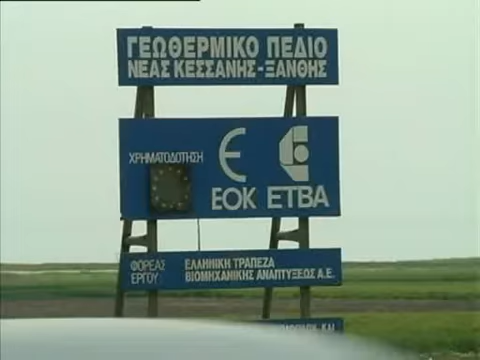 ΓΕΩΘΕΡΜΙΚΟ ΠΕΔΙΟ
ΝΕΑΣ ΚΕΣΣΑΝΗΣ-ΞΑΝΘΗΣ
ΧΡΗΜΑΤΟΔΟΤΗΣΗ
ΕΟΚ ΕΤΒΑ
ΦΟΡΕΑΣ ΕΡΓΟΥ
ΕΛΛΗΝΙΚΗ ΤΡΑΠΕΖΑ
ΒΙΟΜΗΧΑΝΙΚΗΣ ΑΝΑΠΤΥΞΕΩΣ Α.Ε.